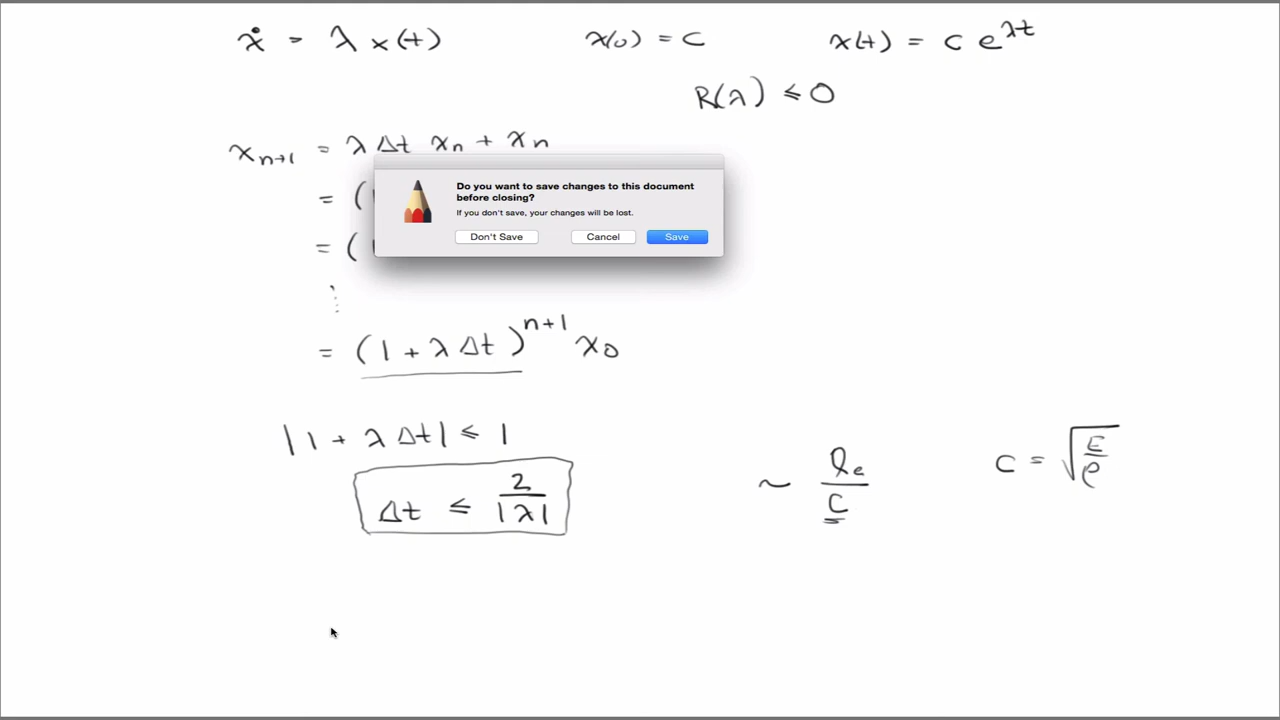 ẋ = λ x(t) x(0) = c x(t) = c e^{λt}
R(λ) ≤ 0
x_{n+1} = λ Δt x_n + x_n
= (
= (
⋮
= (1 + λ Δt)^{n+1} x_0
Do you want to save changes to this document
before closing?
If you don't save, your changes will be lost.
Don't Save Cancel Save
|1 + λ Δt| ≤ 1
Δt ≤ 2/|λ| ~ l_e/c c = √(E/ρ)